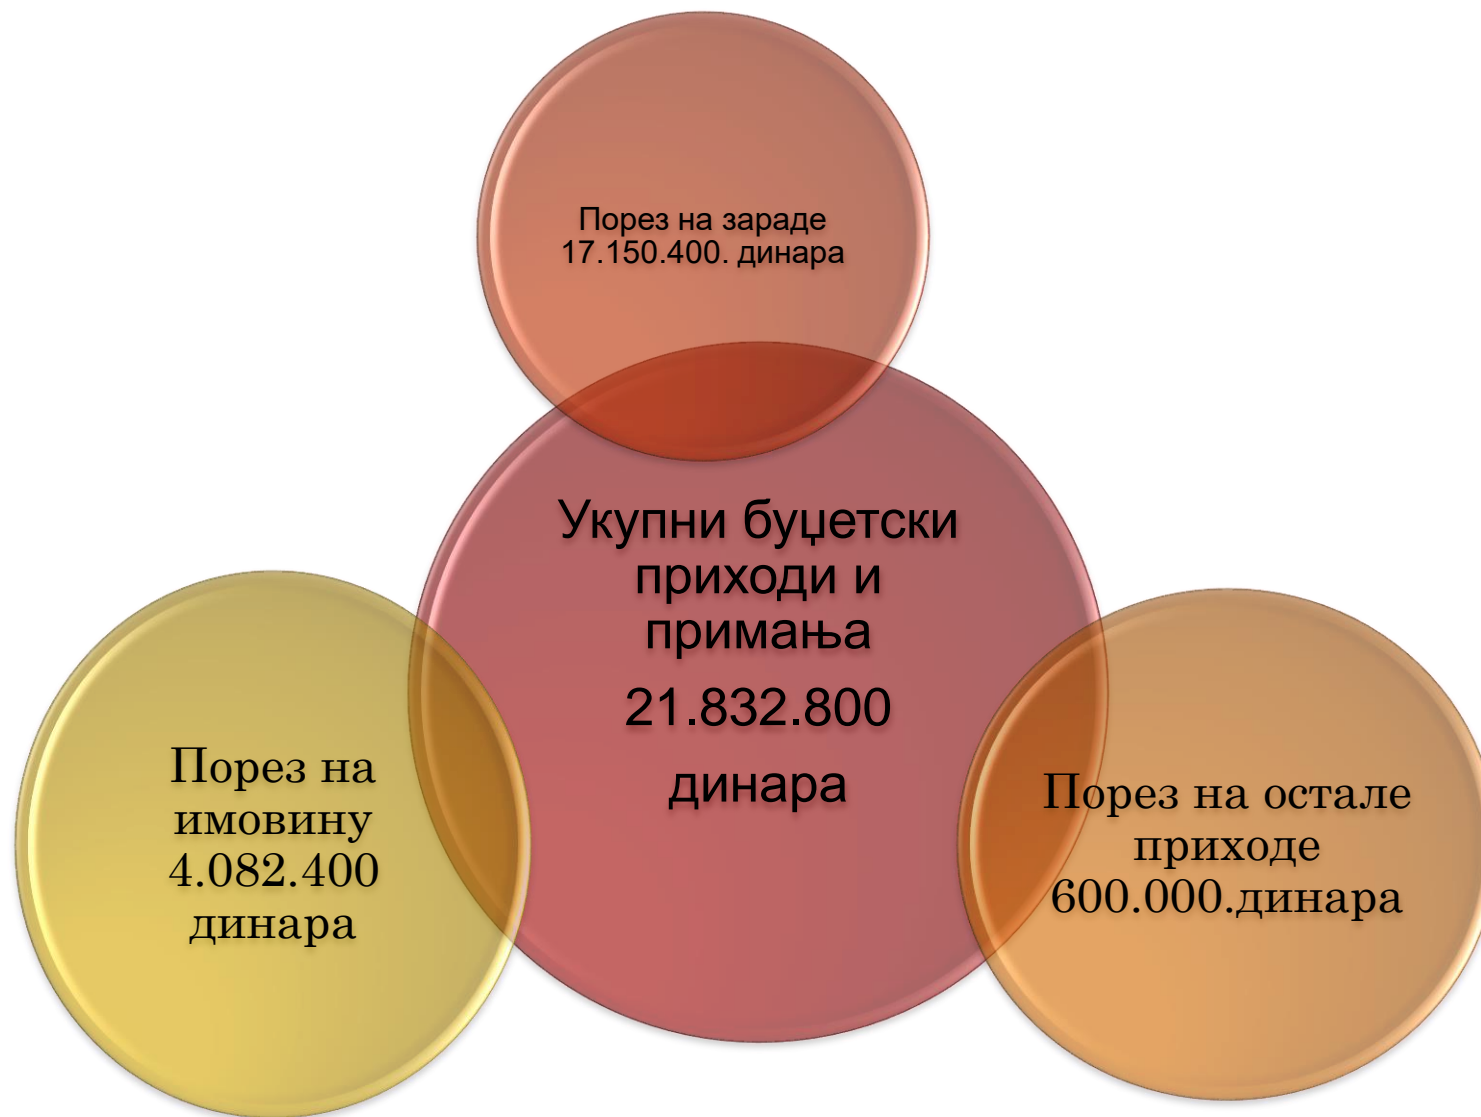 Порез на зараде
17.150.400. динара
Укупни буџетски
приходи и
примања
21.832.800
динара
Порез на
имовину
4.082.400
динара
Порез на остале
приходе
600.000.динара